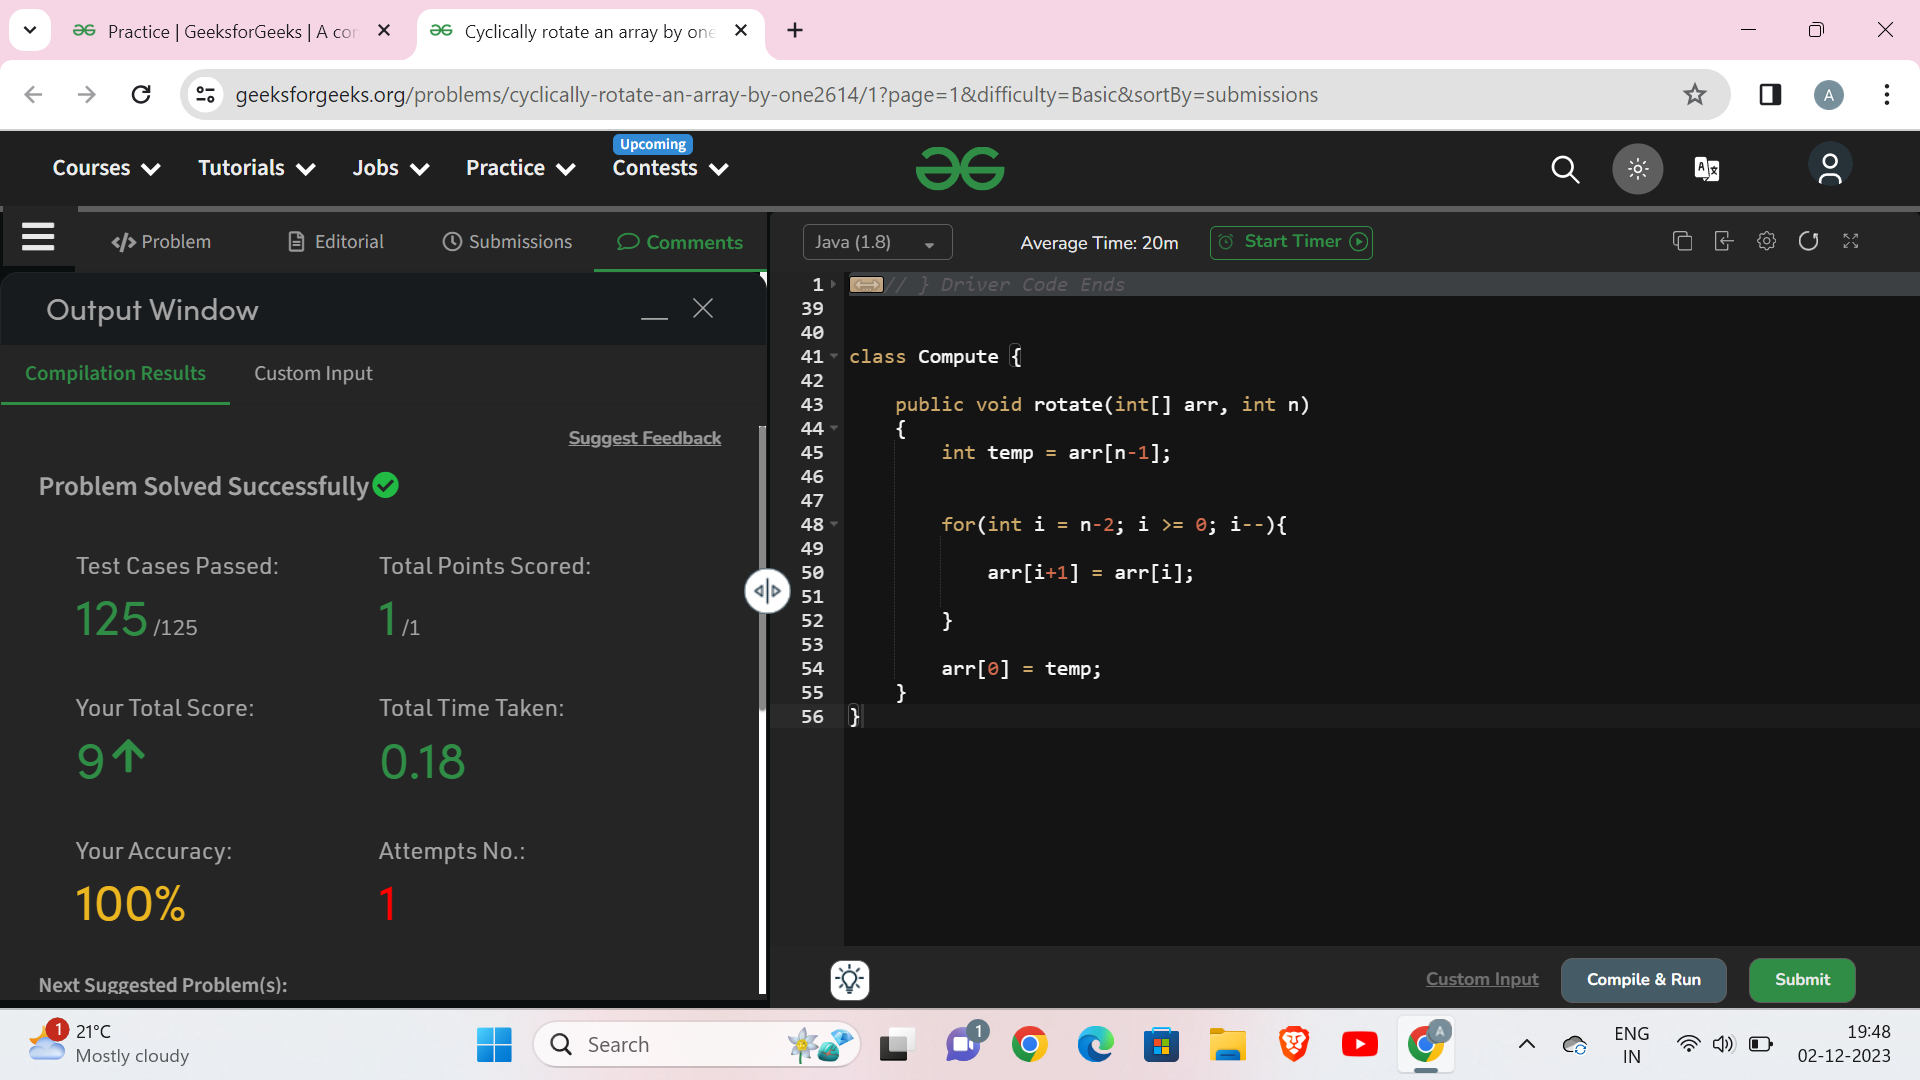 Practice | GeeksforGeeks | A cor
Cyclically rotate an array by one
geeksforgeeks.org/problems/cyclically-rotate-an-array-by-one2614/1?page=1&difficulty=Basic&sortBy=submissions
A
Courses
Tutorials
Jobs
Practice
Upcoming
Contests
Problem
Editorial
Submissions
Comments
Java (1.8)
Average Time: 20m
Start Timer
Output Window
Compilation Results
Custom Input
Suggest Feedback
Problem Solved Successfully
Test Cases Passed:
125 /125
Total Points Scored:
1 /1
Your Total Score:
9
Total Time Taken:
0.18
Your Accuracy:
100%
Attempts No.:
1
Next Suggested Problem(s):
1 // } Driver Code Ends
39
40
41 class Compute {
42
43 public void rotate(int[] arr, int n)
44 {
45 int temp = arr[n-1];
46
47
48 for(int i = n-2; i >= 0; i--){
49
50 arr[i+1] = arr[i];
51
52 }
53
54 arr[0] = temp;
55 }
56 }
Custom Input
Compile & Run
Submit
1
21°C
Mostly cloudy
Search
1
A
ENG
IN
19:48
02-12-2023